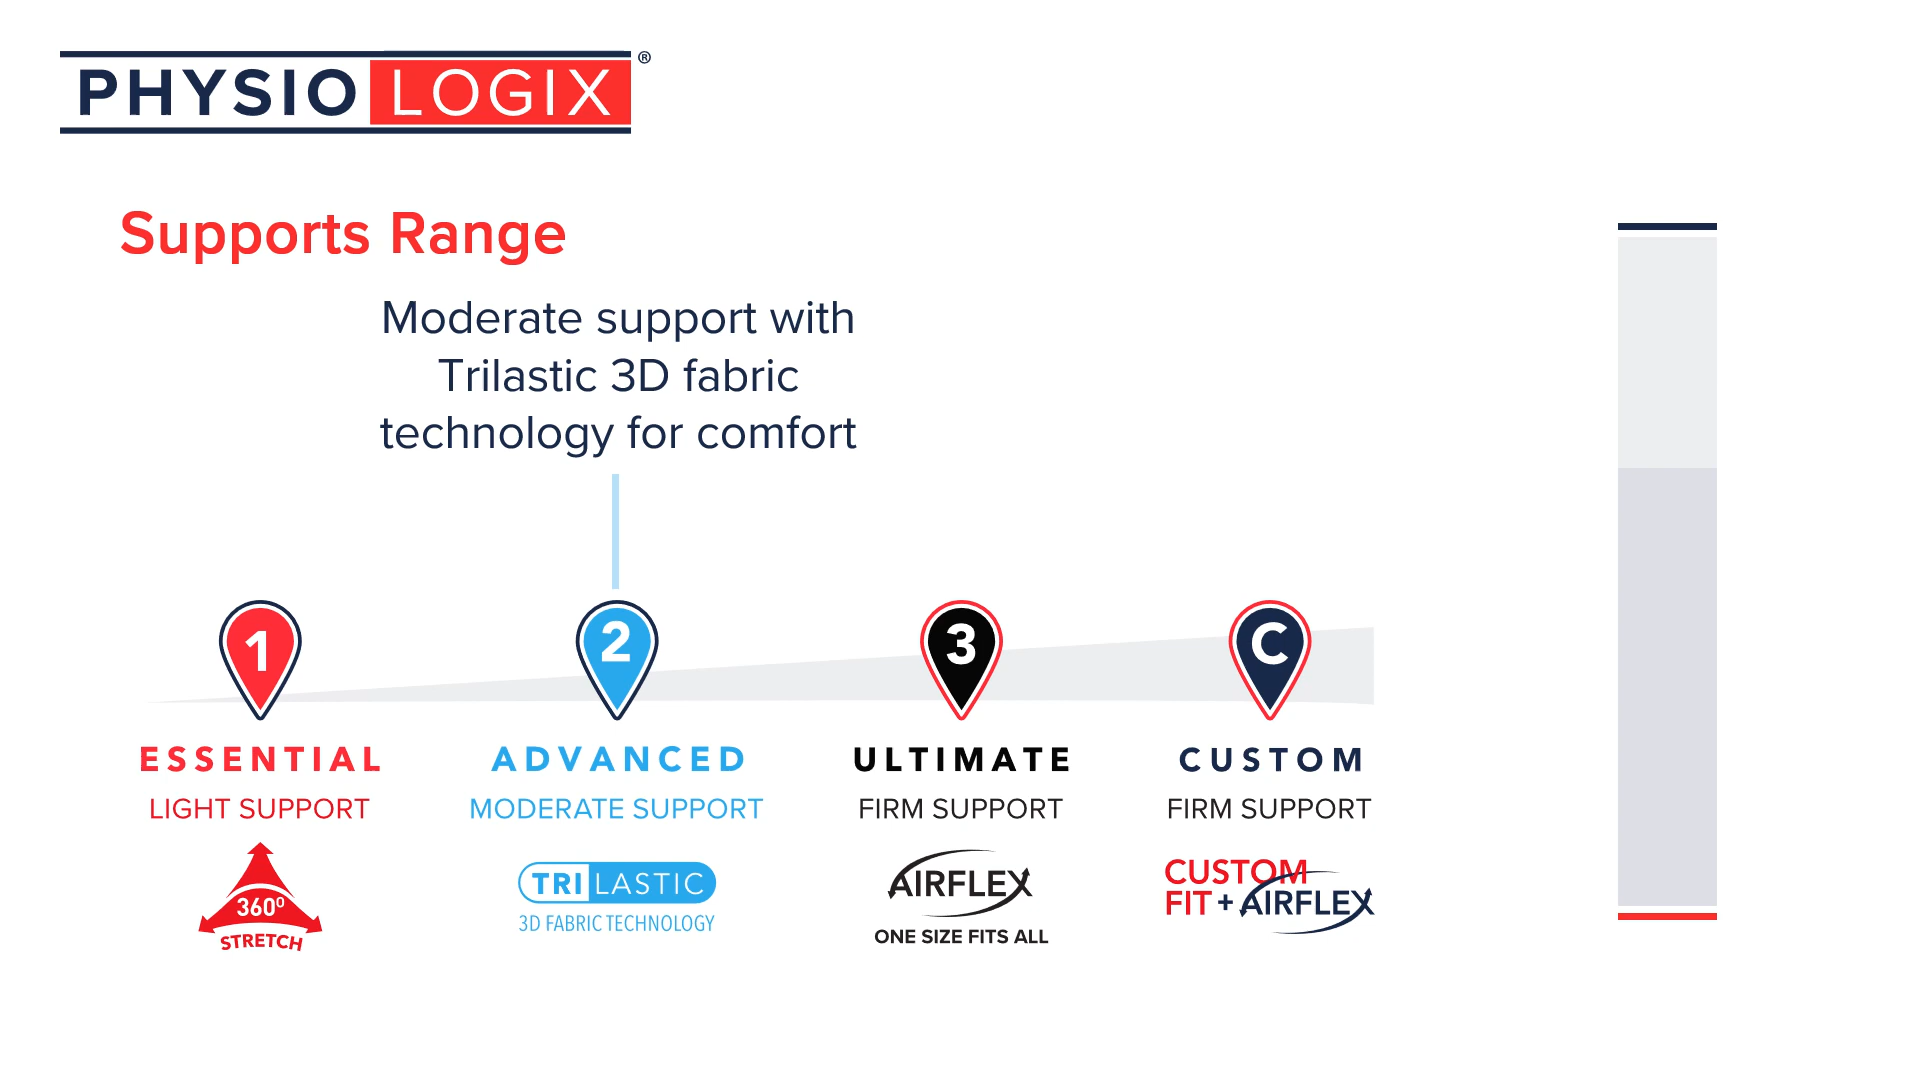 PHYSIO LOGIX ®
Supports Range
Moderate support with
Trilastic 3D fabric
technology for comfort
1
2
3
C
ESSENTIAL
LIGHT SUPPORT
360⁰
STRETCH
ADVANCED
MODERATE SUPPORT
TRILASTIC
3D FABRIC TECHNOLOGY
ULTIMATE
FIRM SUPPORT
AIRFLEX
ONE SIZE FITS ALL
CUSTOM
FIRM SUPPORT
CUSTOM
FIT + AIRFLEX